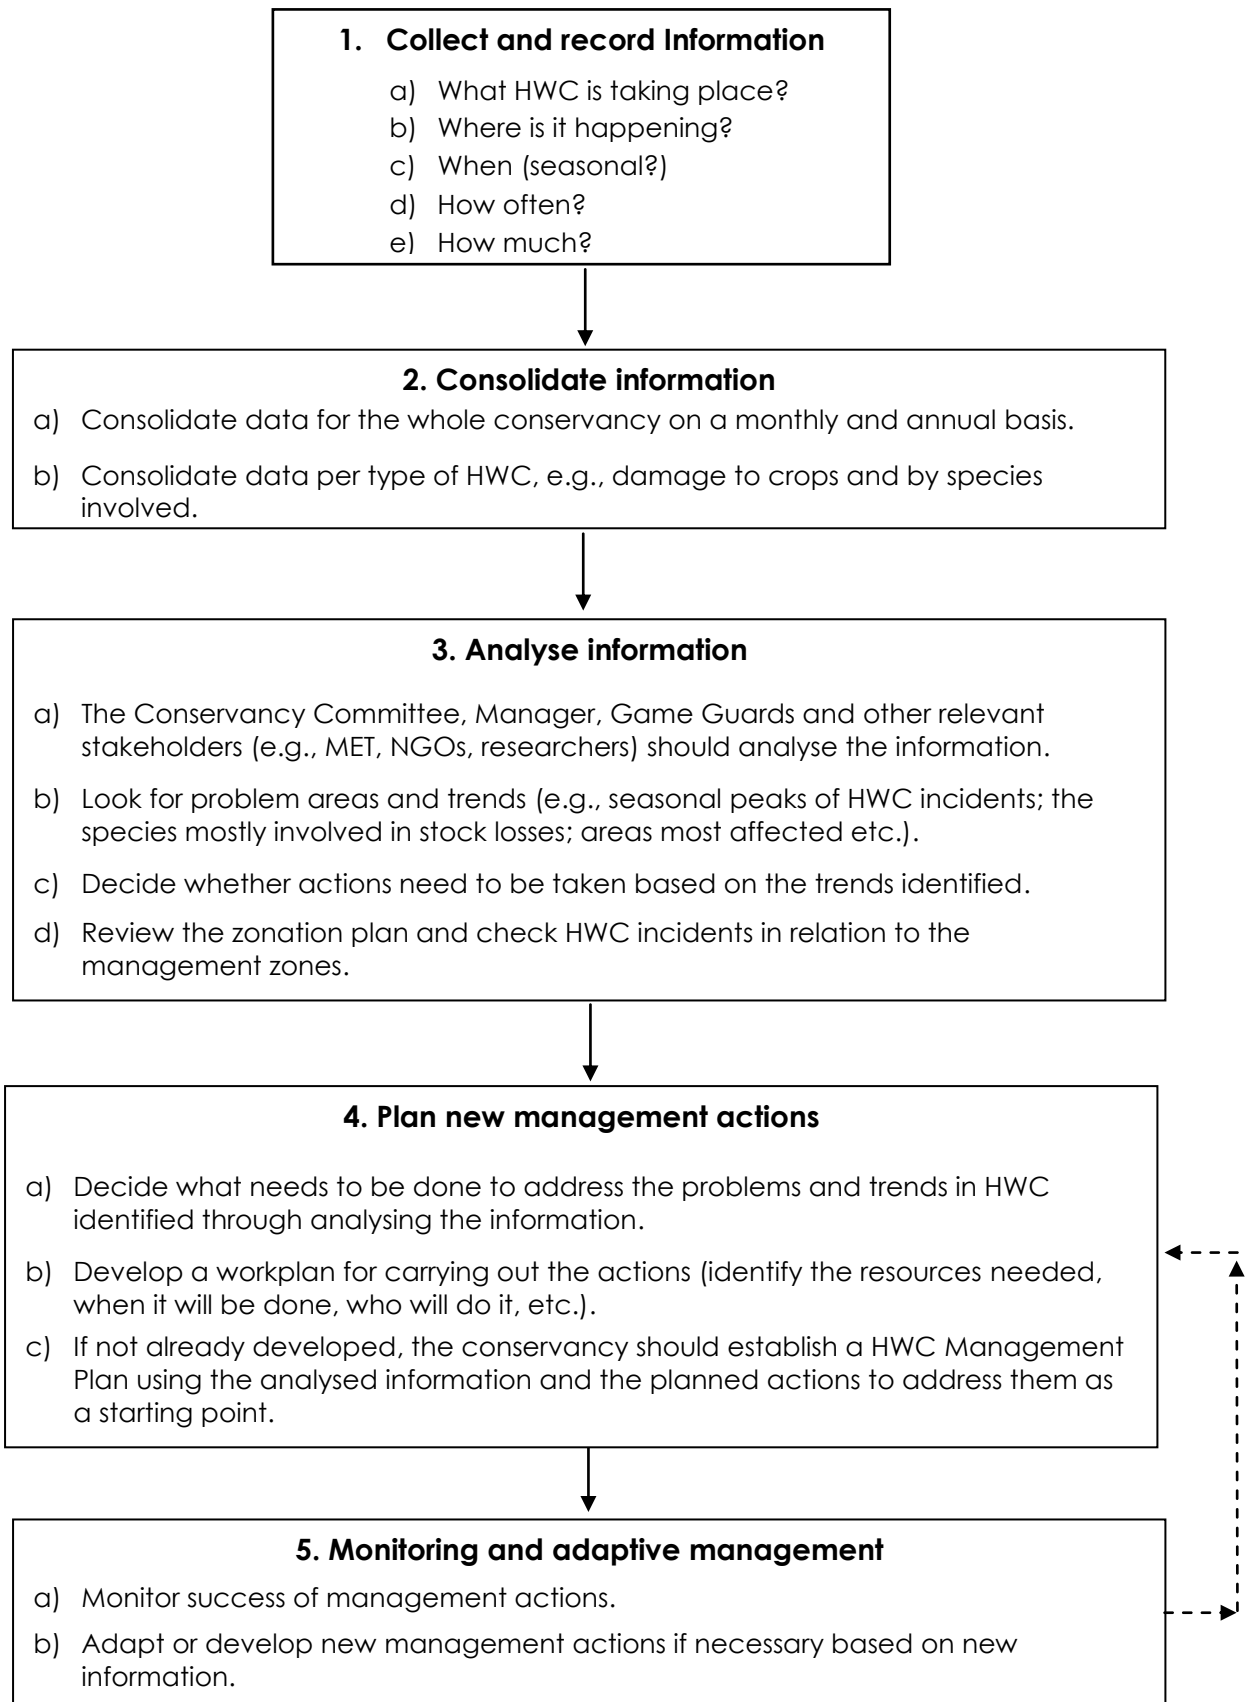 1. Collect and record Information
a) What HWC is taking place?
b) Where is it happening?
c) When (seasonal?)
d) How often?
e) How much?
2. Consolidate information
a) Consolidate data for the whole conservancy on a monthly and annual basis.
b) Consolidate data per type of HWC, e.g., damage to crops and by species
involved.
3. Analyse information
a) The Conservancy Committee, Manager, Game Guards and other relevant
stakeholders (e.g., MET, NGOs, researchers) should analyse the information.
b) Look for problem areas and trends (e.g., seasonal peaks of HWC incidents; the
species mostly involved in stock losses; areas most affected etc.).
c) Decide whether actions need to be taken based on the trends identified.
d) Review the zonation plan and check HWC incidents in relation to the
management zones.
4. Plan new management actions
a) Decide what needs to be done to address the problems and trends in HWC
identified through analysing the information.
b) Develop a workplan for carrying out the actions (identify the resources needed,
when it will be done, who will do it, etc.).
c) If not already developed, the conservancy should establish a HWC Management
Plan using the analysed information and the planned actions to address them as
a starting point.
5. Monitoring and adaptive management
a) Monitor success of management actions.
b) Adapt or develop new management actions if necessary based on new
information.